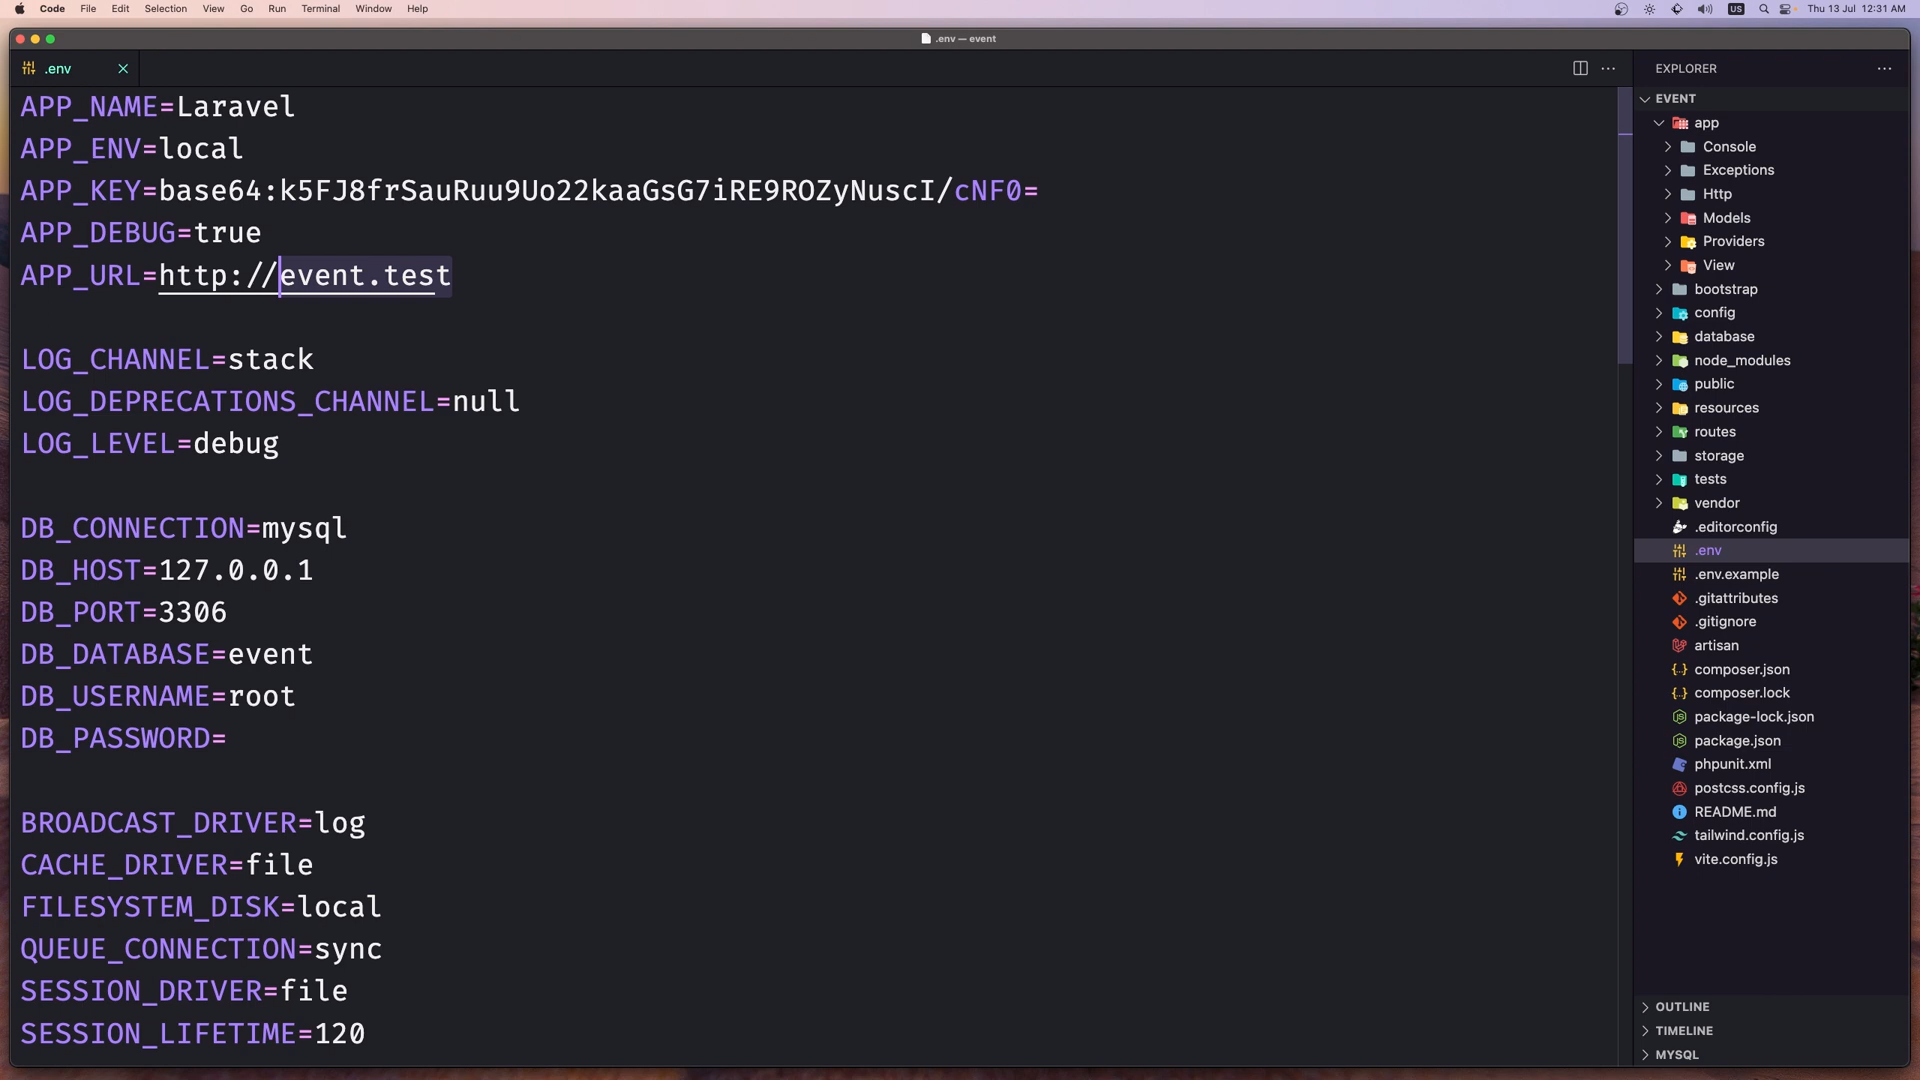 Code File Edit Selection View Go Run Terminal Window Help
US Thu 13 Jul 12:31 AM
.env — event
.env
APP_NAME=Laravel
APP_ENV=local
APP_KEY=base64:k5FJ8frSauRuu9Uo22kaaGsG7iRE9ROZyNuscI/cNF0=
APP_DEBUG=true
APP_URL=http://event.test
LOG_CHANNEL=stack
LOG_DEPRECATIONS_CHANNEL=null
LOG_LEVEL=debug
DB_CONNECTION=mysql
DB_HOST=127.0.0.1
DB_PORT=3306
DB_DATABASE=event
DB_USERNAME=root
DB_PASSWORD=
BROADCAST_DRIVER=log
CACHE_DRIVER=file
FILESYSTEM_DISK=local
QUEUE_CONNECTION=sync
SESSION_DRIVER=file
SESSION_LIFETIME=120
EXPLORER
EVENT
app
Console
Exceptions
Http
Models
Providers
View
bootstrap
config
database
node_modules
public
resources
routes
storage
tests
vendor
.editorconfig
.env
.env.example
.gitattributes
.gitignore
artisan
composer.json
composer.lock
package-lock.json
package.json
phpunit.xml
postcss.config.js
README.md
tailwind.config.js
vite.config.js
OUTLINE
TIMELINE
MYSQL